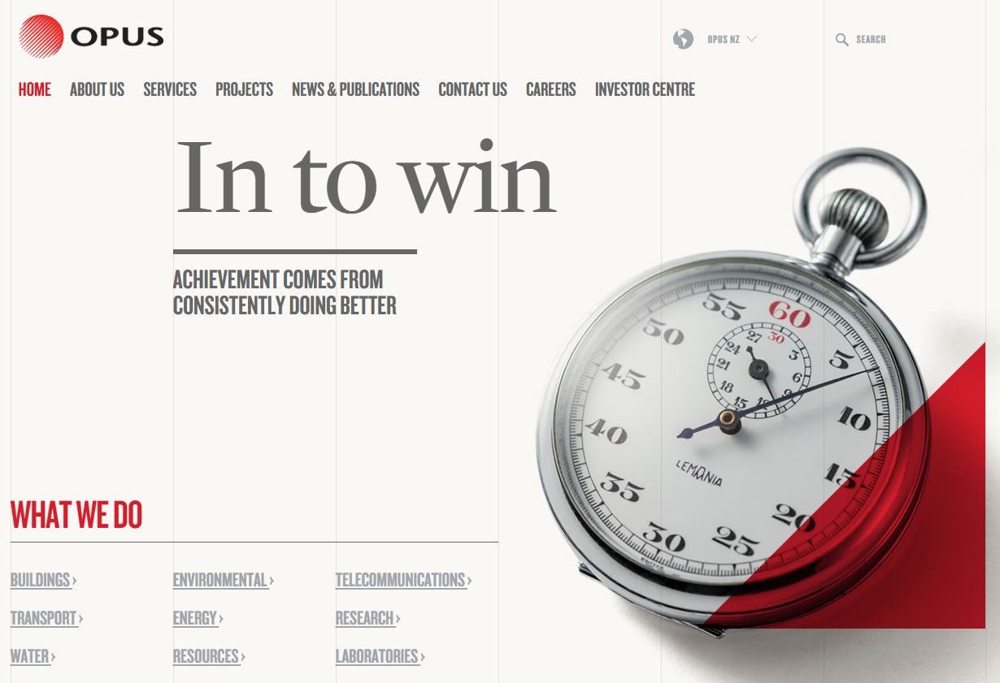 OPUS
OPUS NZ
SEARCH
HOME ABOUT US SERVICES PROJECTS NEWS & PUBLICATIONS CONTACT US CAREERS INVESTOR CENTRE
In to win
ACHIEVEMENT COMES FROM
CONSISTENTLY DOING BETTER
60
5
10
15
20
25
30
35
40
45
50
55
30
3
6
9
12
15
18
21
24
27
LEMANIA
WHAT WE DO
BUILDINGS ›
ENVIRONMENTAL ›
TELECOMMUNICATIONS ›
TRANSPORT ›
ENERGY ›
RESEARCH ›
WATER ›
RESOURCES ›
LABORATORIES ›